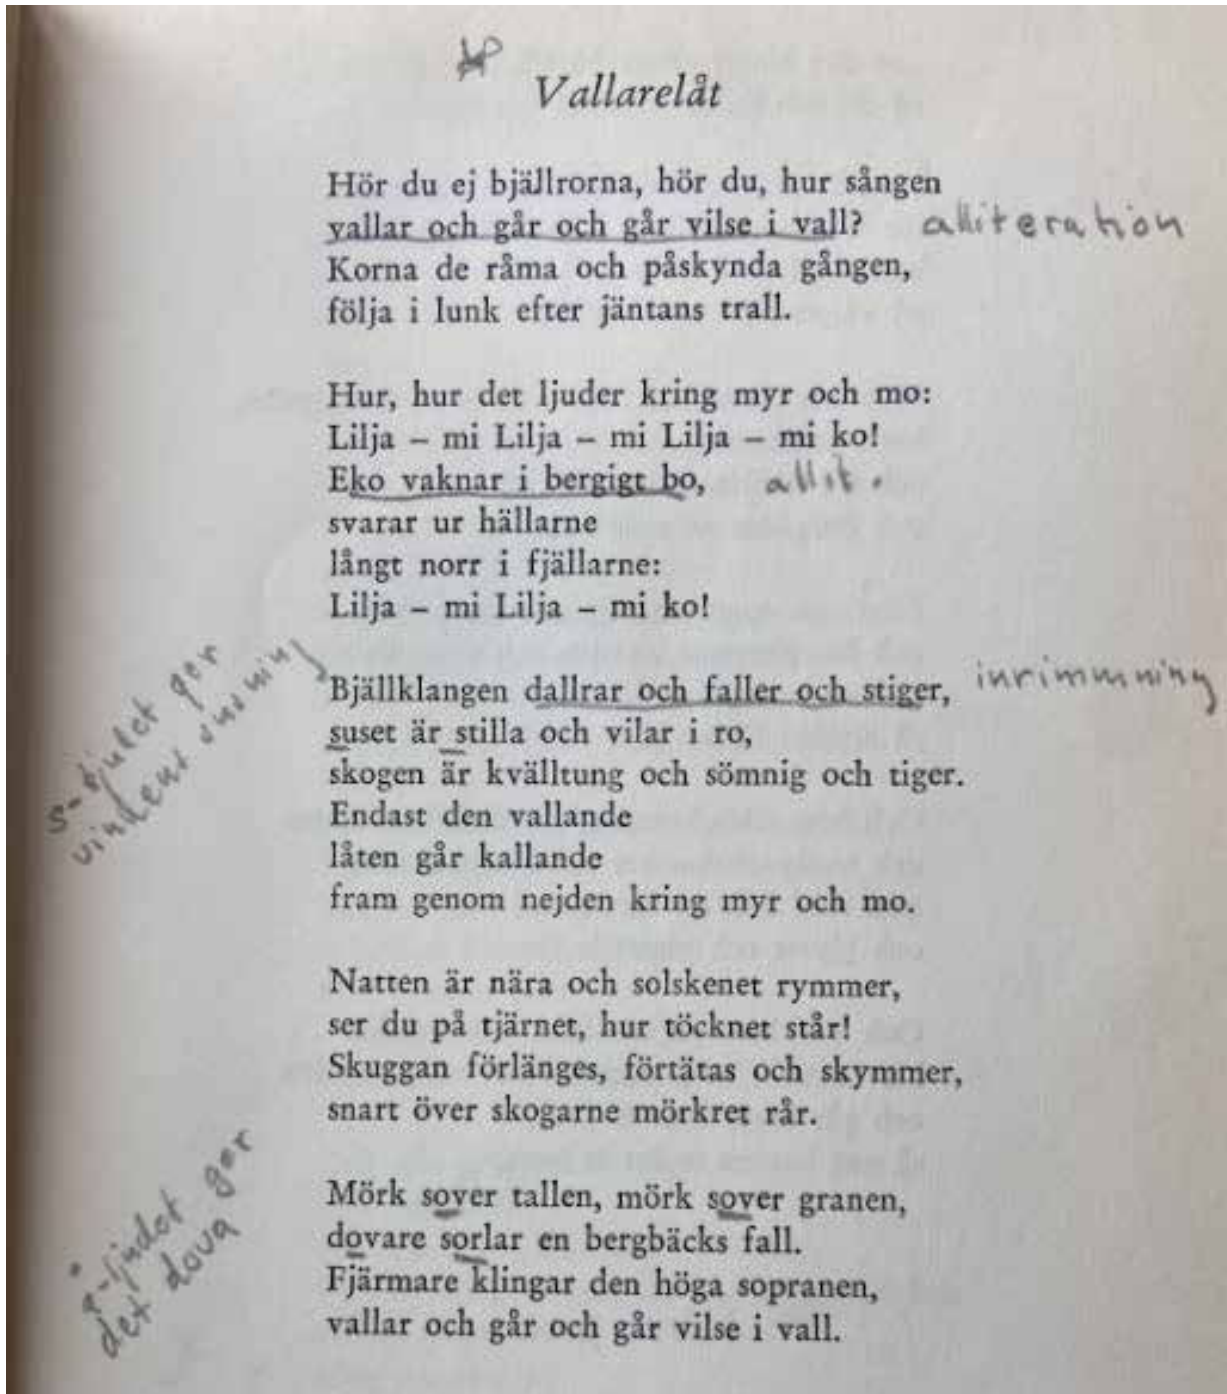 Vallarelåt
Hör du ej bjällrorna, hör du, hur sången
vallar och går och går vilse i vall? alliteration
Korna de råma och påskynda gången,
följa i lunk efter jäntans trall.
Hur, hur det ljuder kring myr och mo:
Lilja – mi Lilja – mi Lilja – mi ko!
Eko vaknar i bergigt bo, allit.
svarar ur hällarne
långt norr i fjällarne:
Lilja – mi Lilja – mi ko!
s-ljudet ger
vindens susning
Bjällklangen dallrar och faller och stiger, inrimmning
suset är stilla och vilar i ro,
skogen är kvälltung och sömnig och tiger.
Endast den vallande
låten går kallande
fram genom nejden kring myr och mo.
Natten är nära och solskenet rymmer,
ser du på tjärnet, hur töcknet står!
Skuggan förlänges, förtätas och skymmer,
snart över skogarne mörkret rår.
å-ljudet ger
det dova
Mörk sover tallen, mörk sover granen,
dovare sorlar en bergbäcks fall.
Fjärmare klingar den höga sopranen,
vallar och går och går vilse i vall.